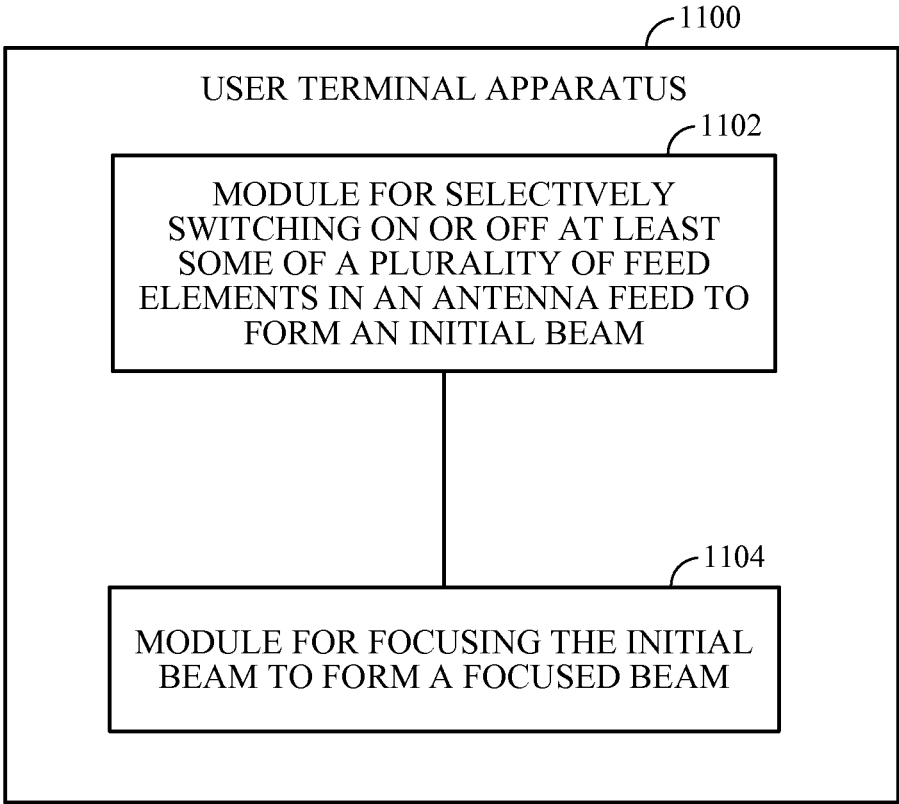 1100
USER TERMINAL APPARATUS
1102
MODULE FOR SELECTIVELY
SWITCHING ON OR OFF AT LEAST
SOME OF A PLURALITY OF FEED
ELEMENTS IN AN ANTENNA FEED TO
FORM AN INITIAL BEAM
1104
MODULE FOR FOCUSING THE INITIAL
BEAM TO FORM A FOCUSED BEAM